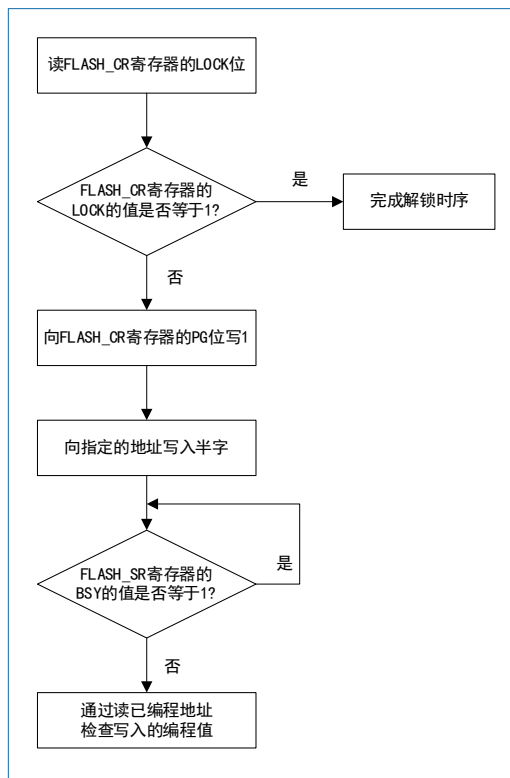 读FLASH_CR寄存器的LOCK位
FLASH_CR寄存器的
LOCK的值是否等于1?
是
完成解锁时序
否
向FLASH_CR寄存器的PG位写1
向指定的地址写入半字
FLASH_SR寄存器的
BSY的值是否等于1?
是
否
通过读已编程地址
检查写入的编程值